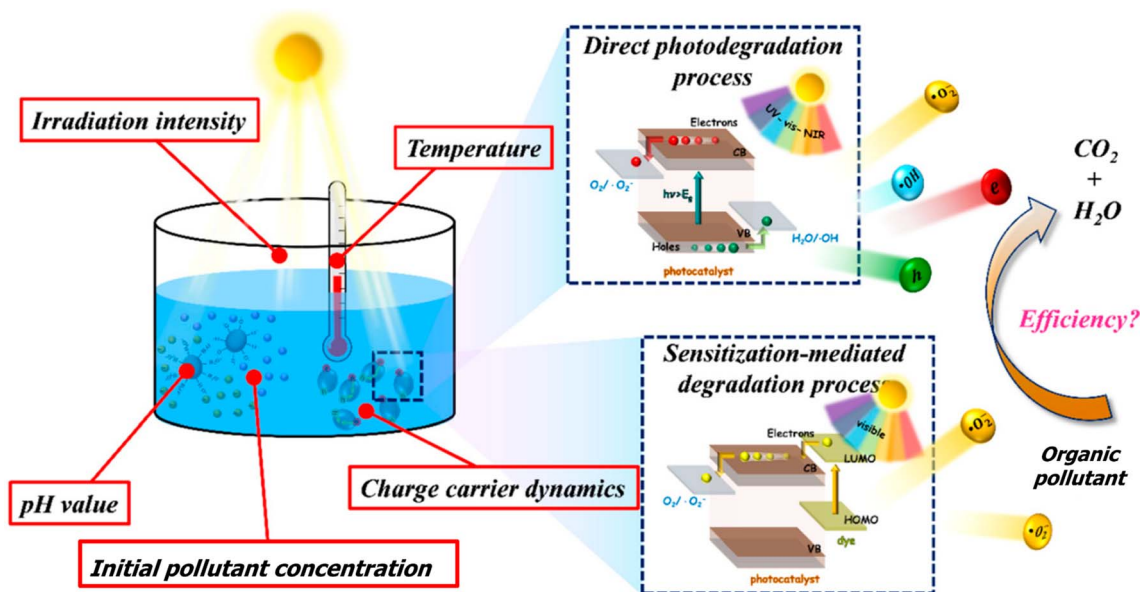 Irradiation intensity
Temperature
pH value
Initial pollutant concentration
Charge carrier dynamics
Direct photodegradation
process
UV-vis-NIR
Electrons
CB
O₂/·O₂⁻
hν>Eg
VB
Holes
H₂O/·OH
photocatalyst
Sensitization-mediated
degradation process
visible
Electrons
LUMO
CB
O₂/·O₂⁻
HOMO
VB
dye
photocatalyst
•O₂⁻
•OH
e
h
•O₂⁻
•O₂⁻
CO₂
+
H₂O
Efficiency?
Organic
pollutant